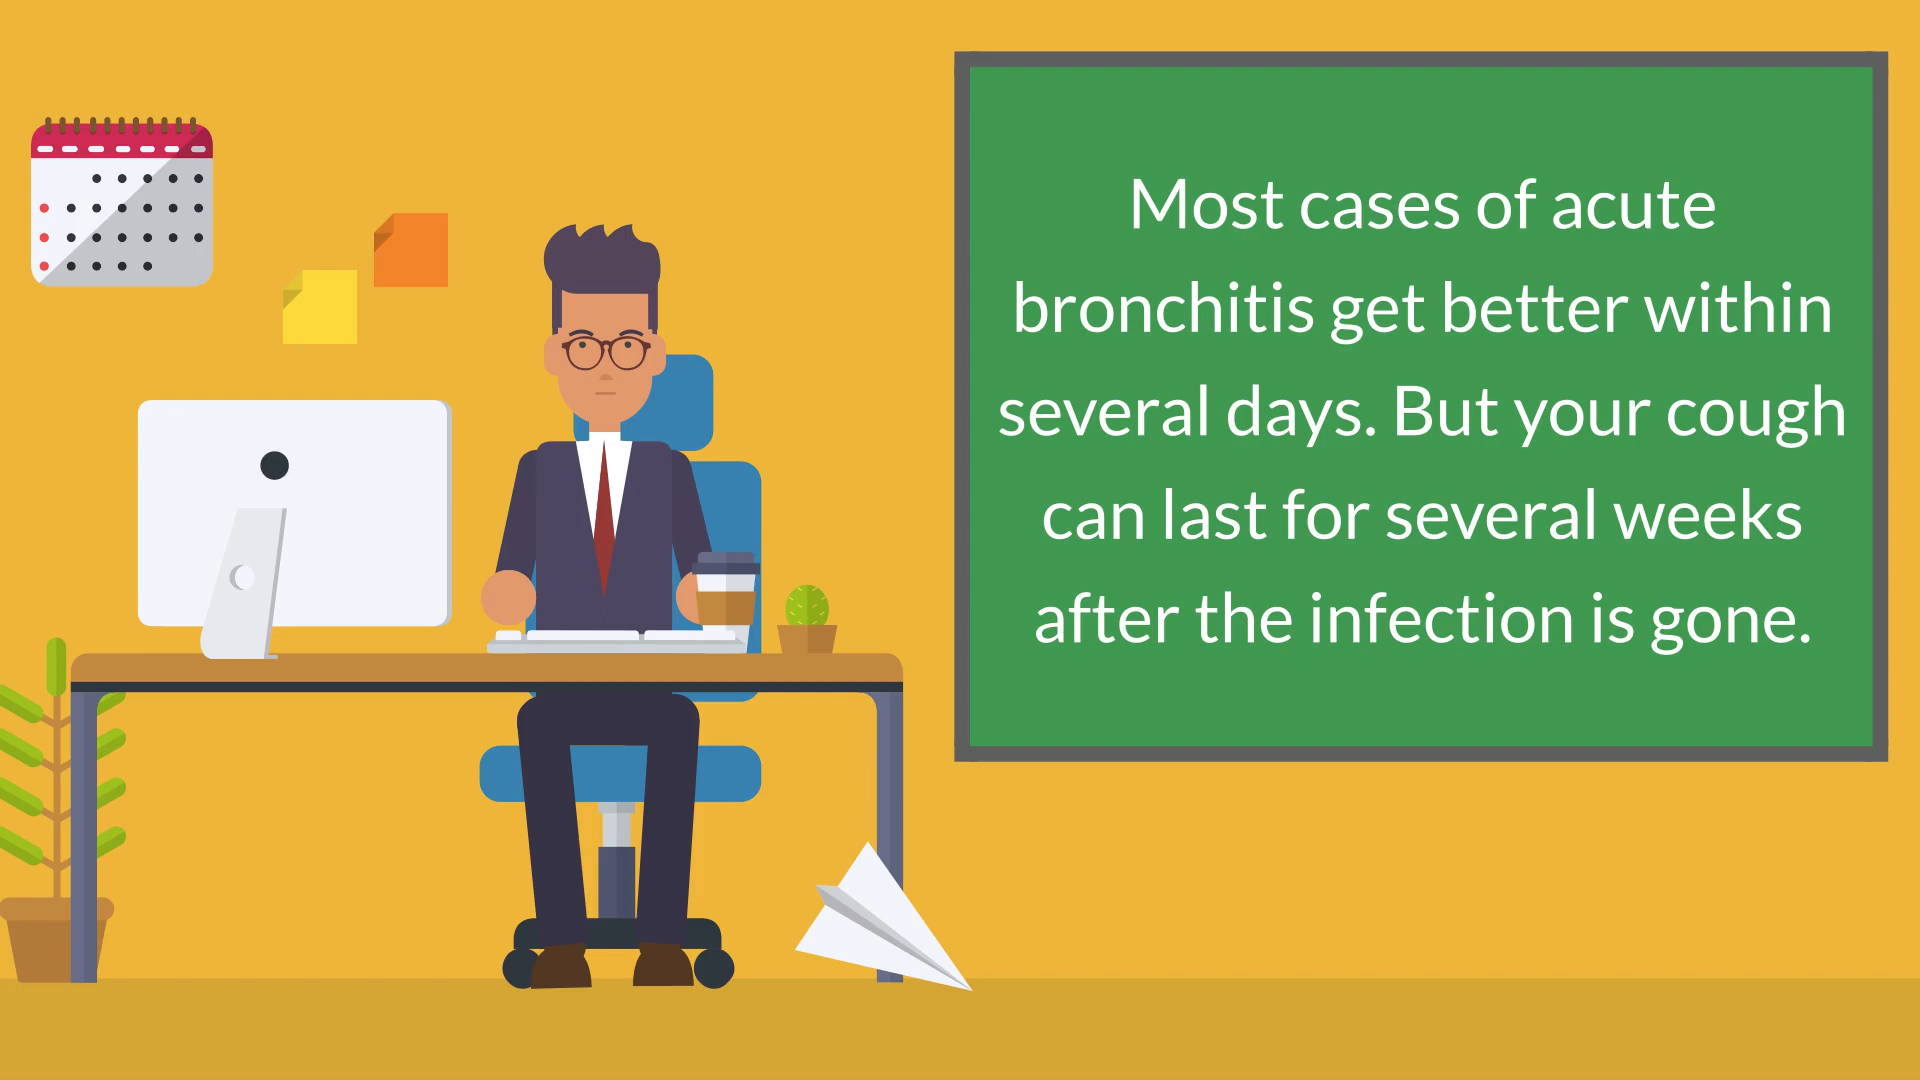 Most cases of acute
bronchitis get better within
several days. But your cough
can last for several weeks
after the infection is gone.